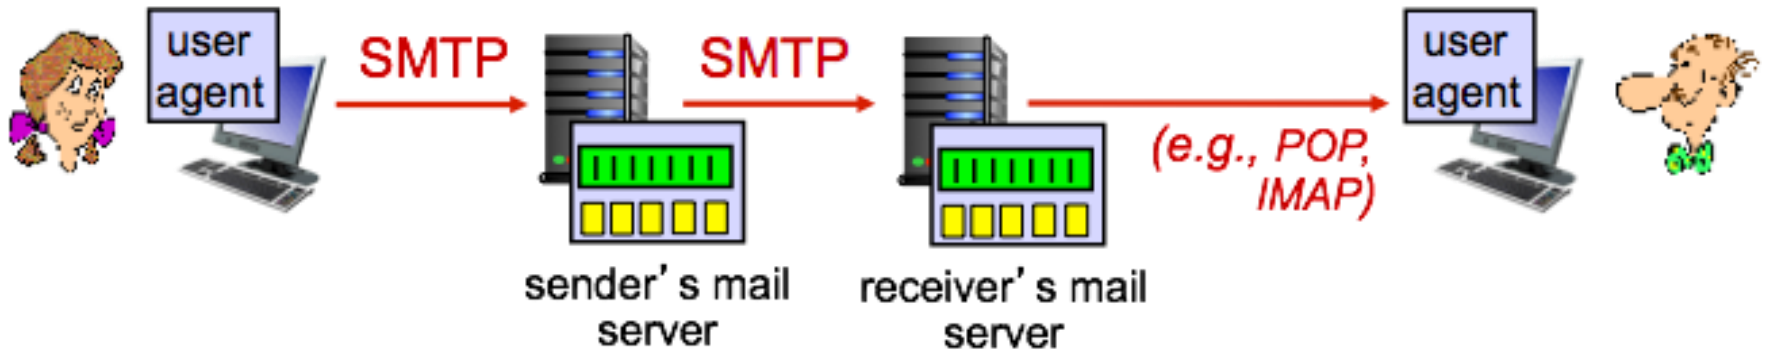 user
agent
SMTP
SMTP
(e.g., POP,
IMAP)
user
agent
sender's mail
server
receiver's mail
server